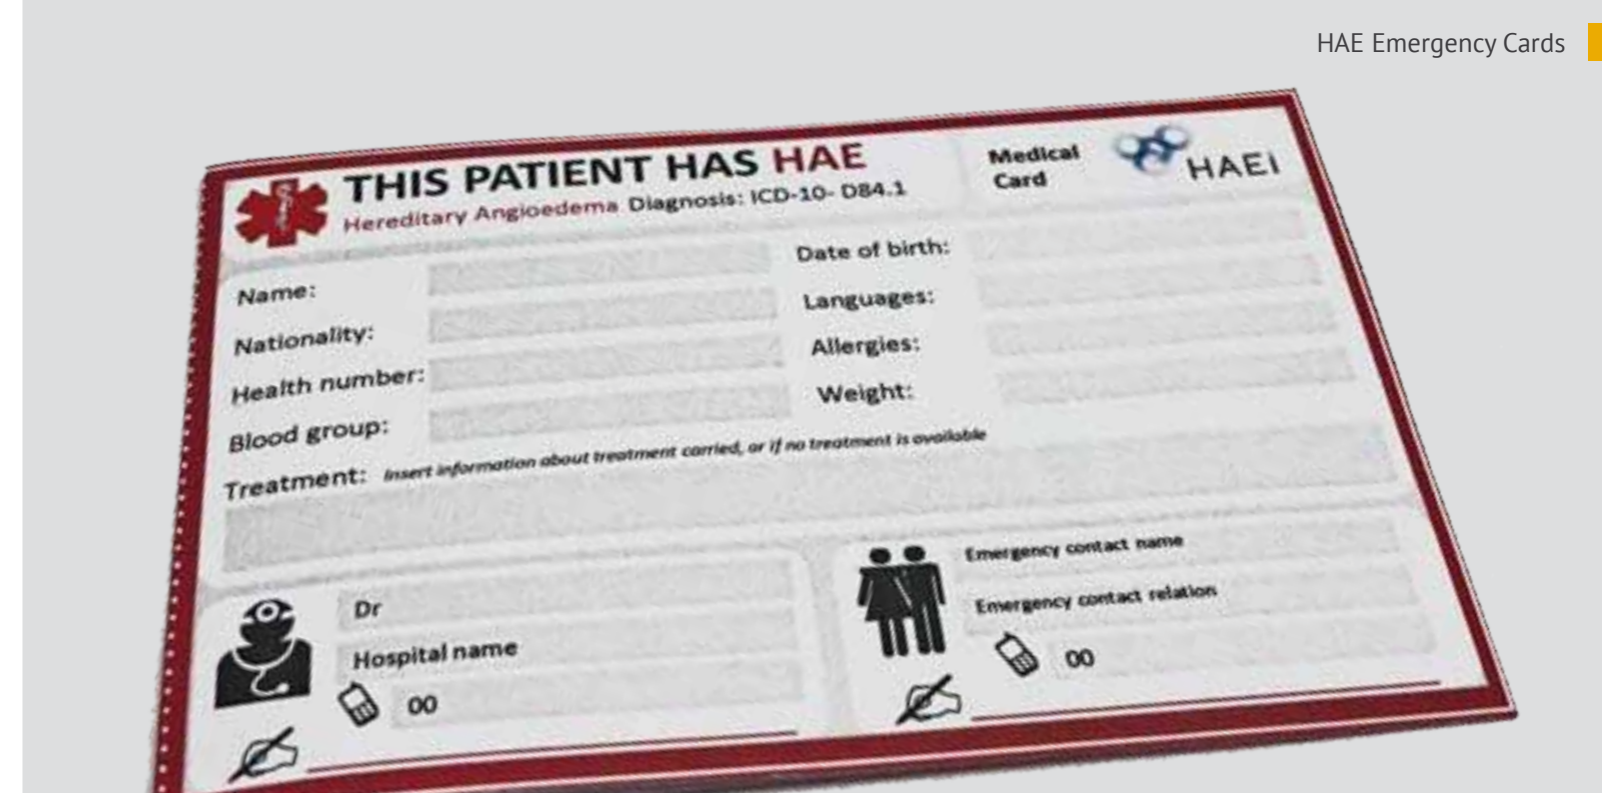 HAE Emergency Cards
THIS PATIENT HAS HAE
Hereditary Angioedema Diagnosis: ICD-10- D84.1
Medical
Card
HAEi
Name:
Date of birth:
Nationality:
Languages:
Health number:
Allergies:
Blood group:
Weight:
Treatment: Insert information about treatment carried, or if no treatment is available
Dr
Hospital name
00
Emergency contact name
Emergency contact relation
00